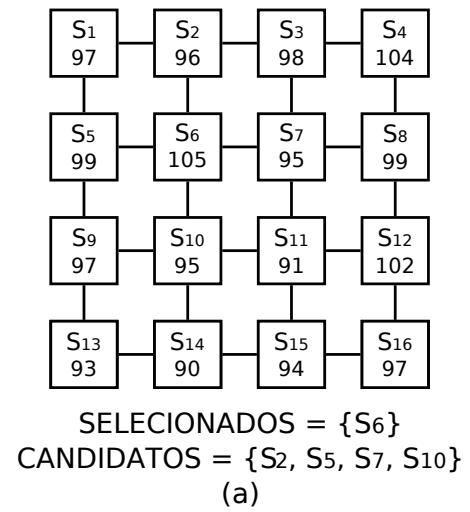 S1 S2 S3 S4
97 96 98 104
S5 S6 S7 S8
99 105 95 99
S9 S10 S11 S12
97 95 91 102
S13 S14 S15 S16
93 90 94 97
SELECIONADOS = {S6}
CANDIDATOS = {S2, S5, S7, S10}
(a)